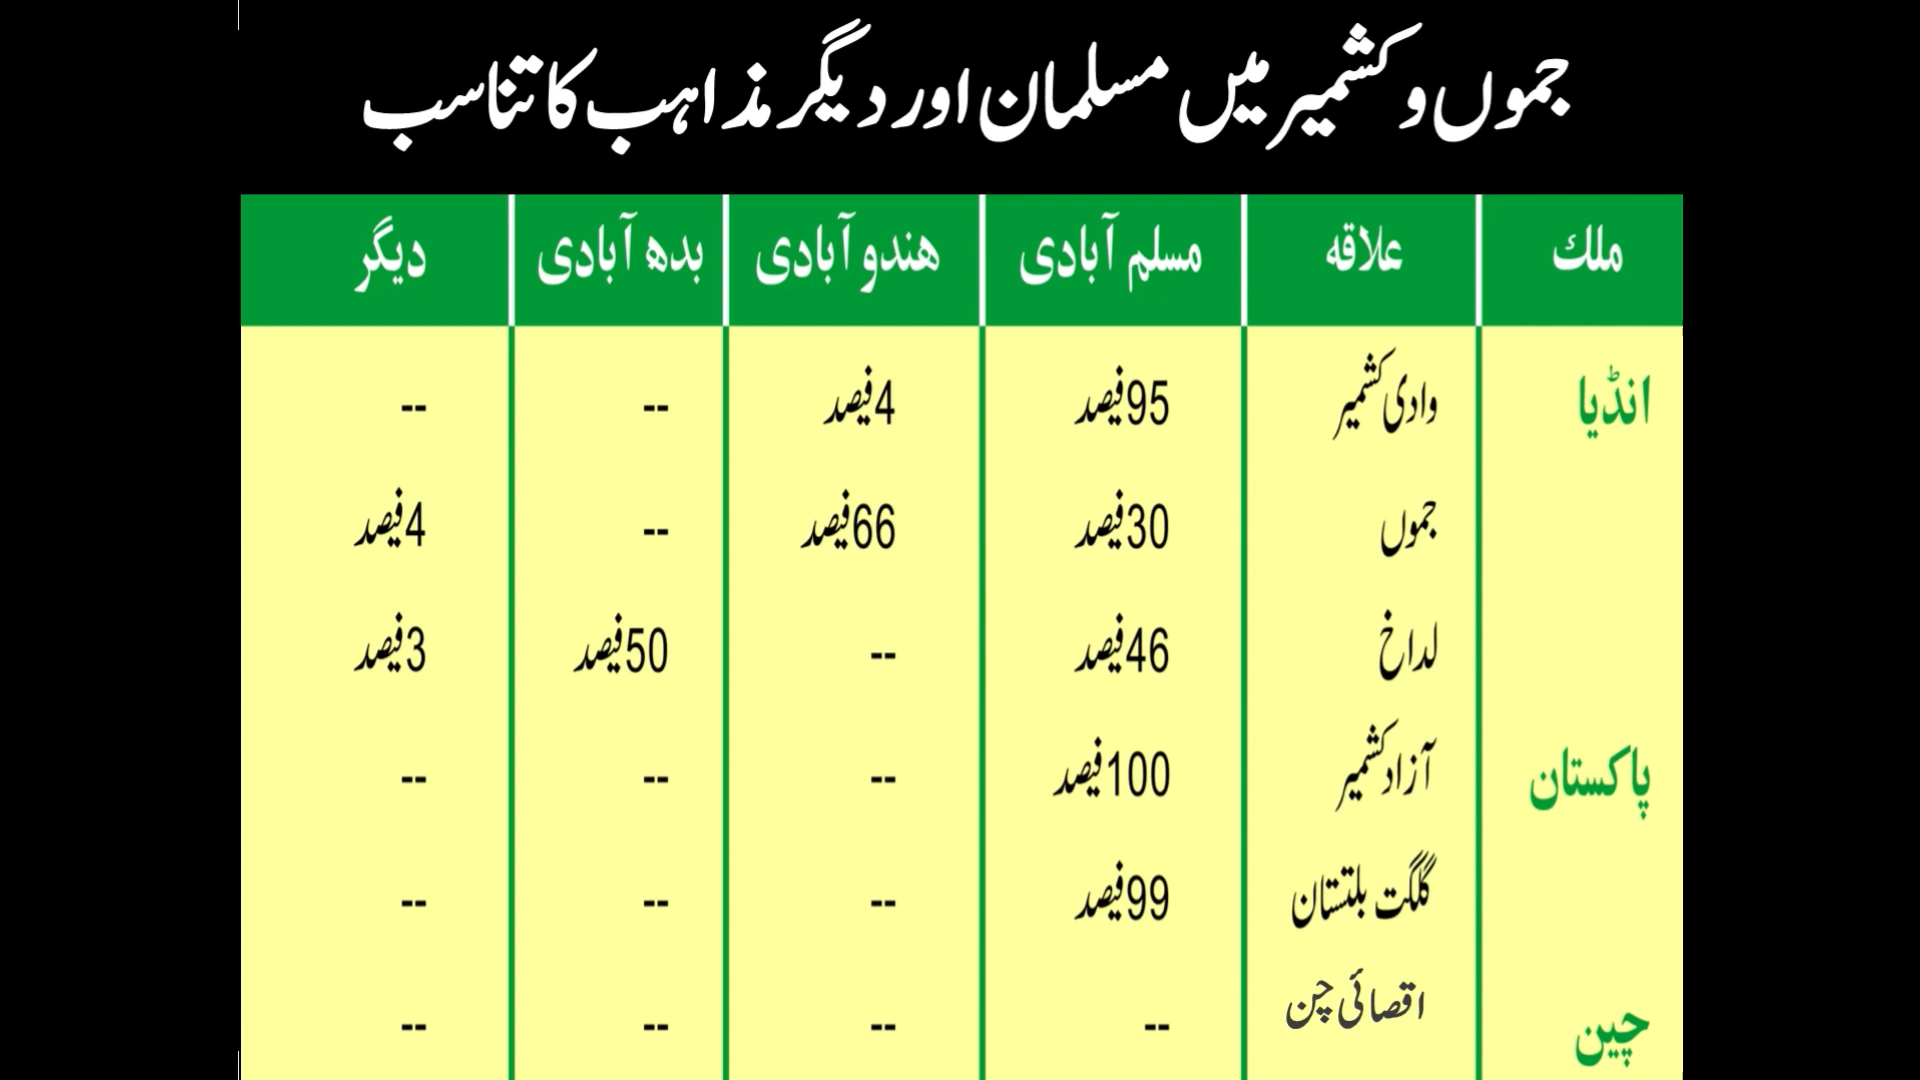 جموں و کشمیر میں مسلمان اور دیگر مذاہب کا تناسب
ملک علاقہ مسلم آبادی ھندو آبادی بدھ آبادی دیگر
انڈیا وادی کشمیر 95فیصد 4فیصد -- --
جموں 30فیصد 66فیصد -- 4فیصد
لداخ 46فیصد -- 50فیصد 3فیصد
پاکستان آزاد کشمیر 100فیصد -- -- --
گلگت بلتستان 99فیصد -- -- --
چین اقصائی چن -- -- -- --